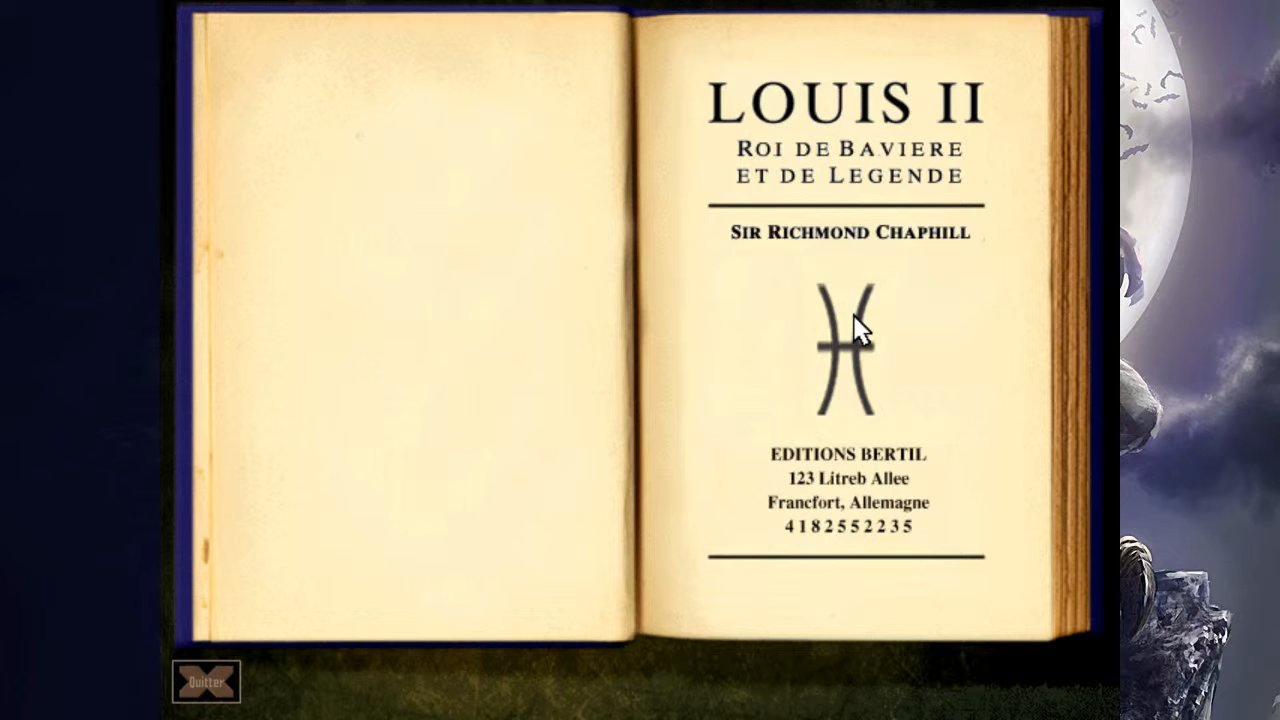 LOUIS II
ROI DE BAVIERE
ET DE LEGENDE
SIR RICHMOND CHAPHILL
EDITIONS BERTIL
123 Litreb Allee
Francfort, Allemagne
4182552235
Quitter